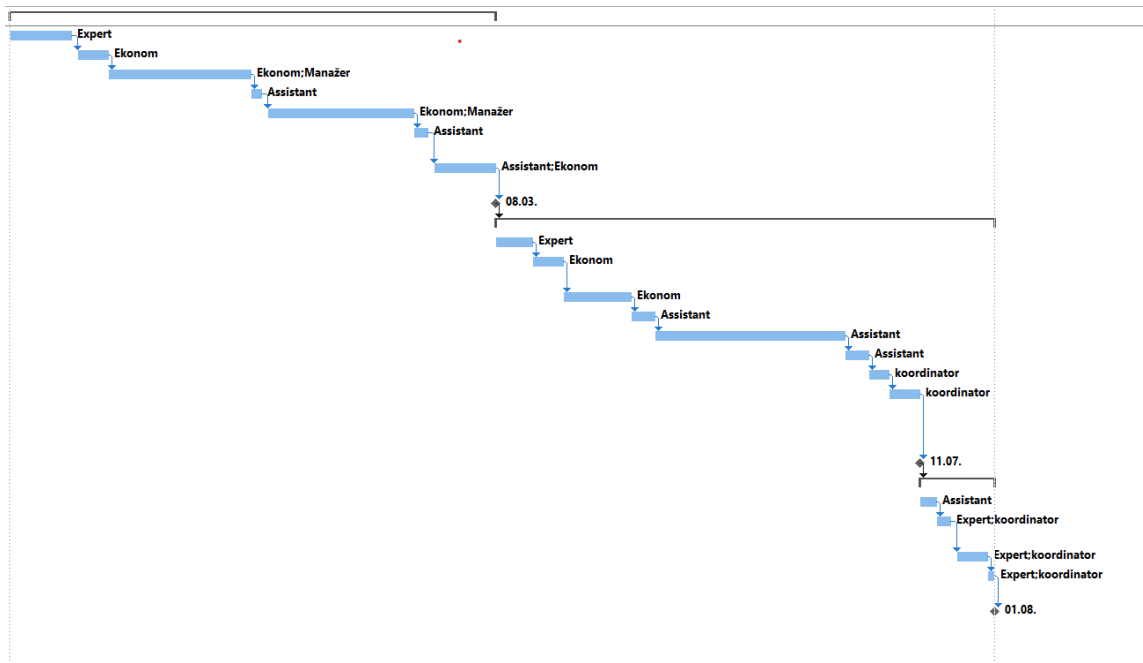 Expert
Ekonom
Ekonom;Manažer
Assistant
Ekonom;Manažer
Assistant
Assistant;Ekonom
08.03.
Expert
Ekonom
Ekonom
Assistant
Assistant
Assistant
koordinator
koordinator
11.07.
Assistant
Expert;koordinator
Expert;koordinator
Expert;koordinator
01.08.